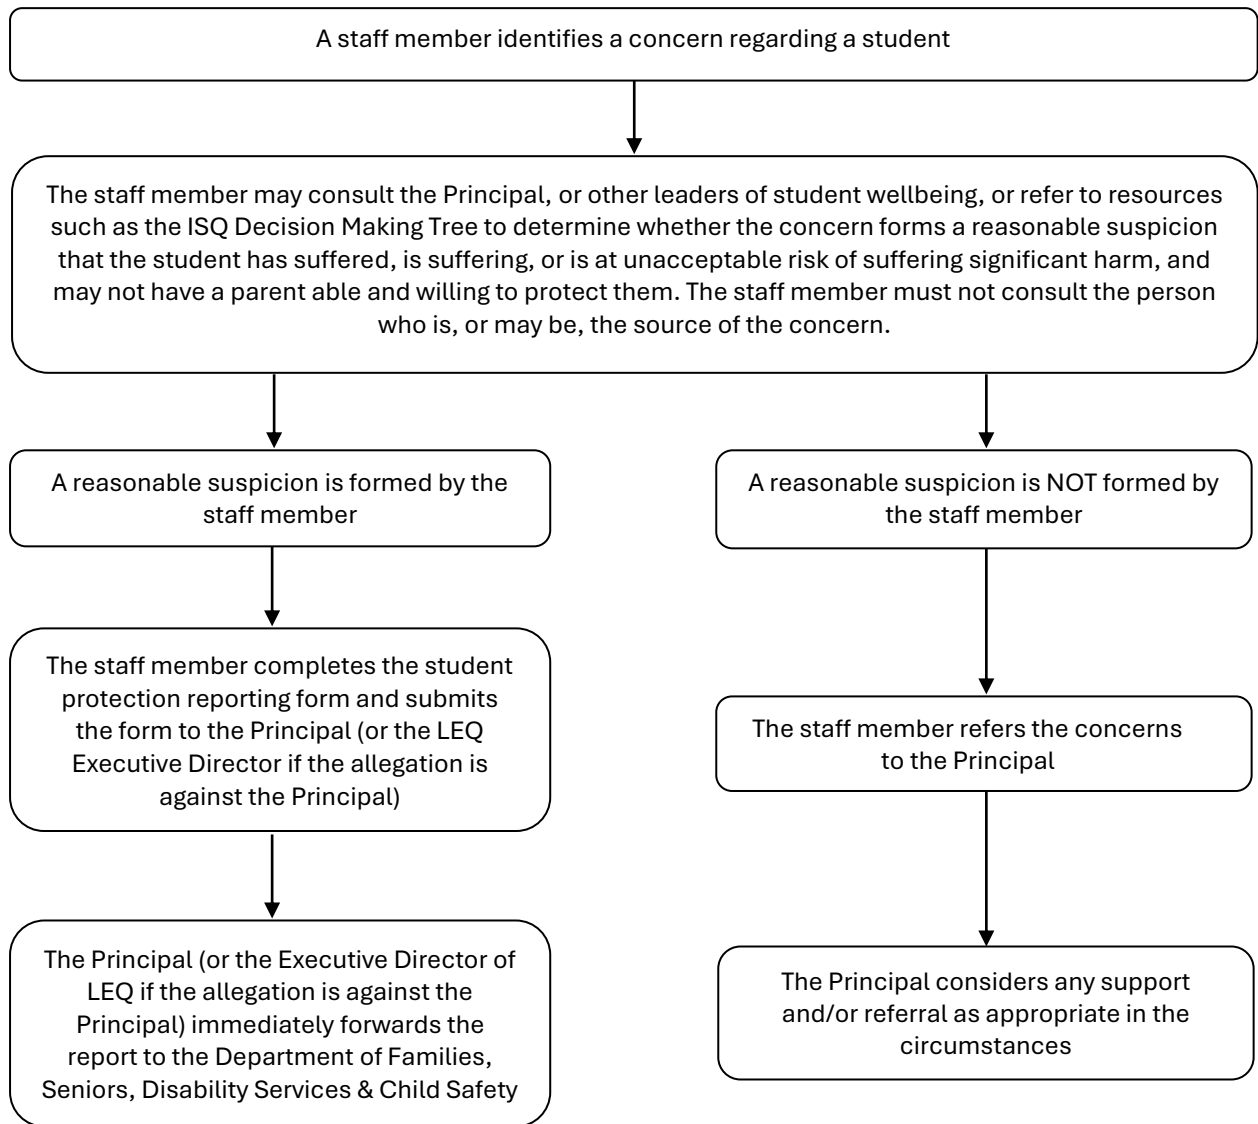 A staff member identifies a concern regarding a student
The staff member may consult the Principal, or other leaders of student wellbeing, or refer to resources
such as the ISQ Decision Making Tree to determine whether the concern forms a reasonable suspicion
that the student has suffered, is suffering, or is at unacceptable risk of suffering significant harm, and
may not have a parent able and willing to protect them. The staff member must not consult the person
who is, or may be, the source of the concern.
A reasonable suspicion is formed by the
staff member
A reasonable suspicion is NOT formed by
the staff member
The staff member completes the student
protection reporting form and submits
the form to the Principal (or the LEQ
Executive Director if the allegation is
against the Principal)
The staff member refers the concerns
to the Principal
The Principal (or the Executive Director of
LEQ if the allegation is against the
Principal) immediately forwards the
report to the Department of Families,
Seniors, Disability Services & Child Safety
The Principal considers any support
and/or referral as appropriate in the
circumstances